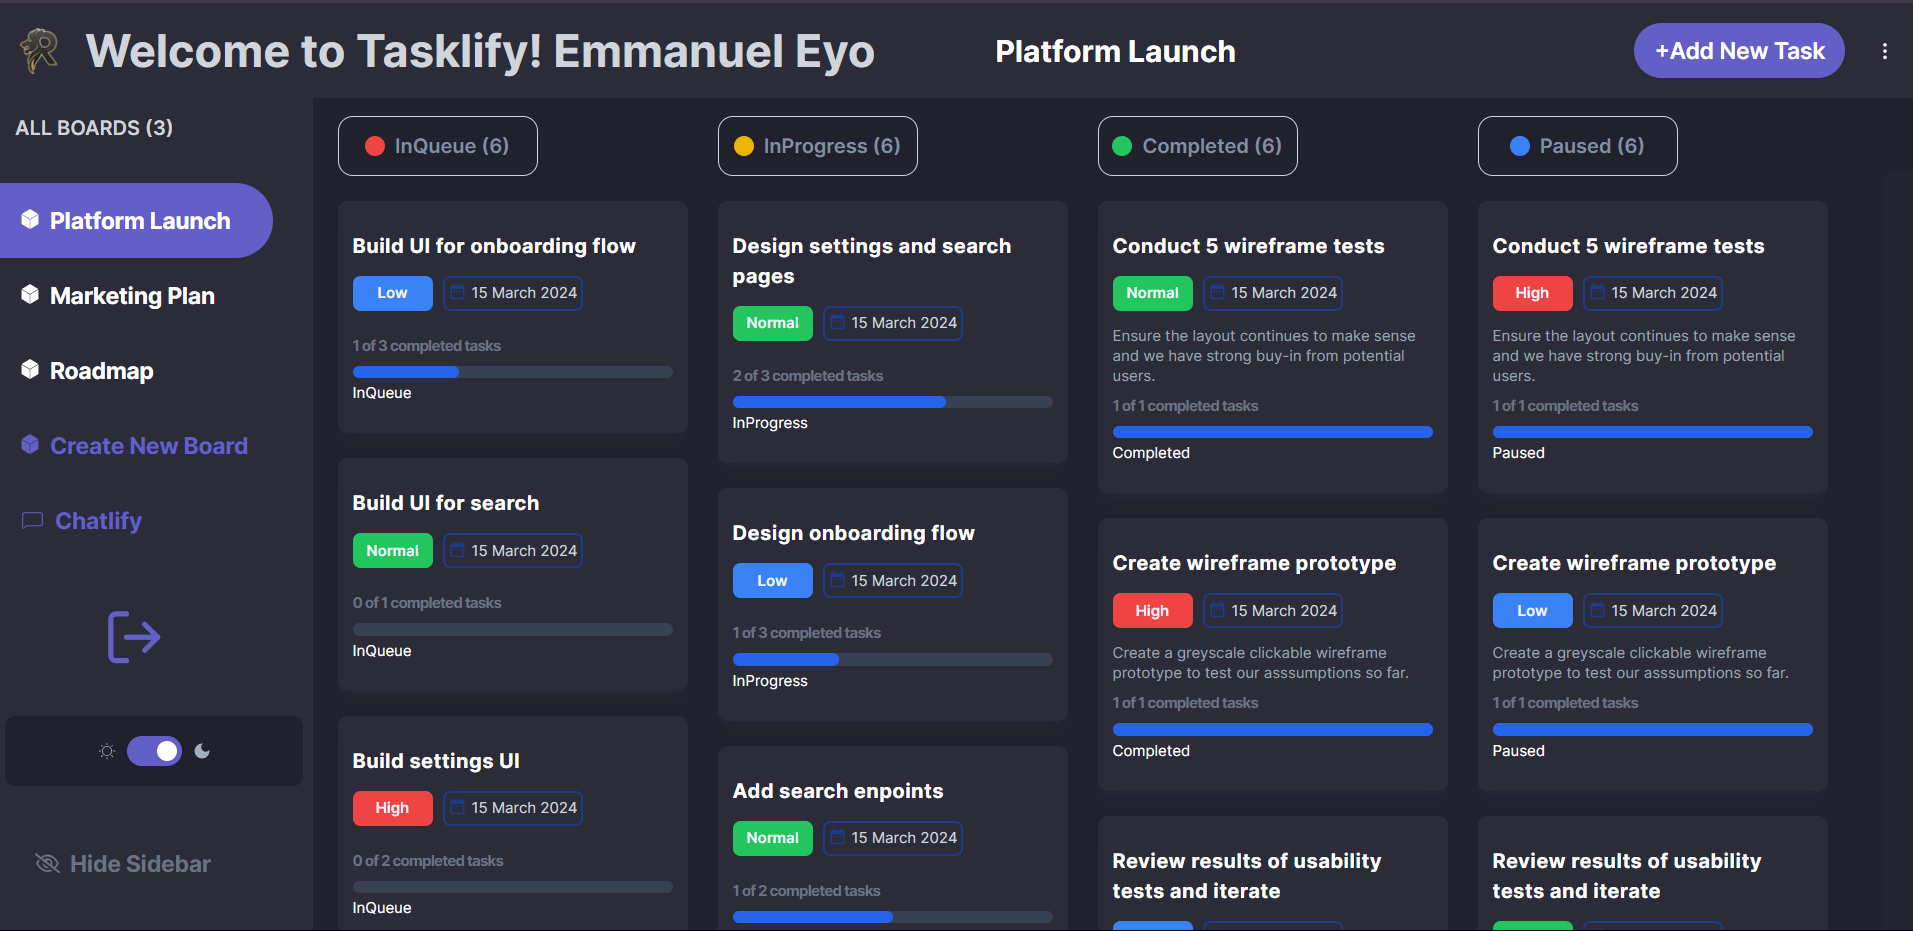 Welcome to Tasklify! Emmanuel Eyo
Platform Launch
+Add New Task
ALL BOARDS (3)
Platform Launch
Marketing Plan
Roadmap
Create New Board
Chatlify
Hide Sidebar
InQueue (6)
Build UI for onboarding flow
Low
15 March 2024
1 of 3 completed tasks
InQueue
Build UI for search
Normal
15 March 2024
0 of 1 completed tasks
InQueue
Build settings UI
High
15 March 2024
0 of 2 completed tasks
InQueue
InProgress (6)
Design settings and search
pages
Normal
15 March 2024
2 of 3 completed tasks
InProgress
Design onboarding flow
Low
15 March 2024
1 of 3 completed tasks
InProgress
Add search enpoints
Normal
15 March 2024
1 of 2 completed tasks
Completed (6)
Conduct 5 wireframe tests
Normal
15 March 2024
Ensure the layout continues to make sense
and we have strong buy-in from potential
users.
1 of 1 completed tasks
Completed
Create wireframe prototype
High
15 March 2024
Create a greyscale clickable wireframe
prototype to test our asssumptions so far.
1 of 1 completed tasks
Completed
Review results of usability
tests and iterate
Paused (6)
Conduct 5 wireframe tests
High
15 March 2024
Ensure the layout continues to make sense
and we have strong buy-in from potential
users.
1 of 1 completed tasks
Paused
Create wireframe prototype
Low
15 March 2024
Create a greyscale clickable wireframe
prototype to test our asssumptions so far.
1 of 1 completed tasks
Paused
Review results of usability
tests and iterate